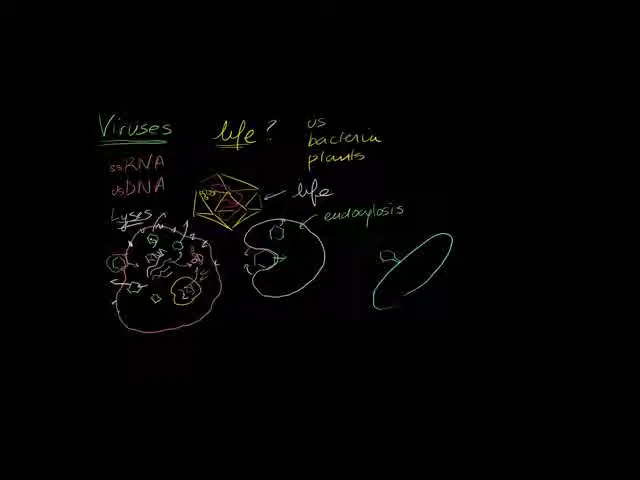 Viruses
life?
us
bacteria
plants
ssRNA
dsDNA
life
Lyses
endocytosis